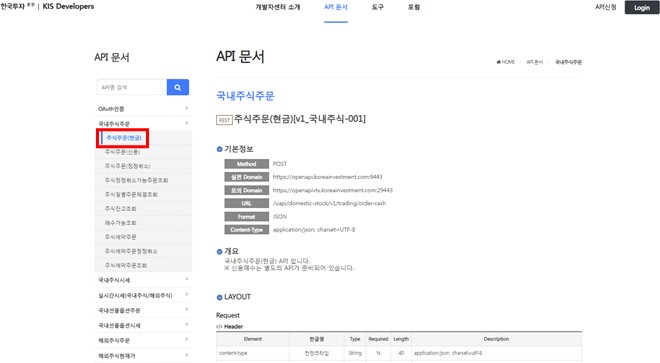 한국투자증권 | KIS Developers
개발자센터 소개 API 문서 도구 포럼
API신청 Login
API 문서
API명 검색
OAuth인증
국내주식주문
주식주문(현금)
주식주문(신용)
주식주문(정정취소)
주식정정취소가능주문조회
주식일별주문체결조회
주식잔고조회
매수가능조회
주식예약주문
주식예약주문정정취소
주식예약주문조회
국내주식시세
실시간시세(국내주식/해외주식)
국내선물옵션주문
국내선물옵션시세
해외주식주문
해외주식현재가
API 문서
HOME API 문서 국내주식주문
국내주식주문
REST 주식주문(현금)[v1_국내주식-001]
기본정보
Method POST
실전 Domain https://openapi.koreainvestment.com:9443
모의 Domain https://openapivts.koreainvestment.com:29443
URL /uapi/domestic-stock/v1/trading/order-cash
Format JSON
Content-Type application/json; charset=UTF-8
개요
국내주식주문(현금) API 입니다.
※ 신용매수는 별도의 API가 준비되어 있습니다.
LAYOUT
Request
</> Header
Element 한글명 Type Required Length Description
content-type 컨텐츠타입 String N 40 application/json; charset=utf-8